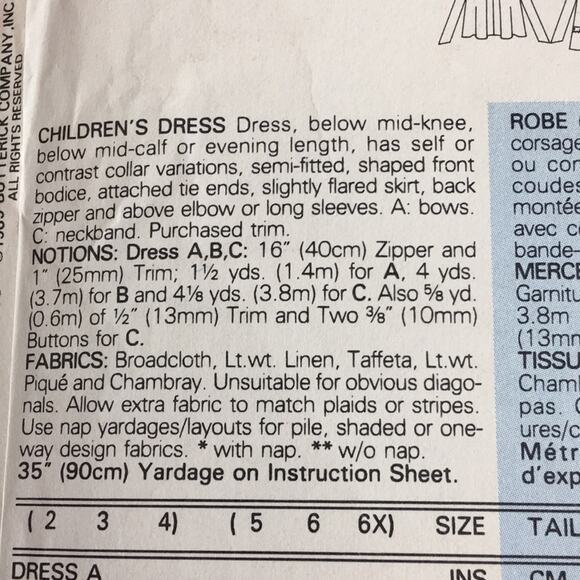 ©1989 BUTTERICK COMPANY, INC
ALL RIGHTS RESERVED
CHILDREN'S DRESS Dress, below mid-knee,
below mid-calf or evening length, has self or
contrast collar variations, semi-fitted, shaped front
bodice, attached tie ends, slightly flared skirt, back
zipper and above elbow or long sleeves. A: bows.
C: neckband. Purchased trim.
NOTIONS: Dress A,B,C: 16" (40cm) Zipper and
1" (25mm) Trim; 1½ yds. (1.4m) for A, 4 yds.
(3.7m) for B and 4⅛ yds. (3.8m) for C. Also ⅝ yd.
(0.6m) of ½" (13mm) Trim and Two ⅜" (10mm)
Buttons for C.
FABRICS: Broadcloth, Lt.wt. Linen, Taffeta, Lt.wt.
Piqué and Chambray. Unsuitable for obvious diago-
nals. Allow extra fabric to match plaids or stripes.
Use nap yardages/layouts for pile, shaded or one-
way design fabrics. * with nap. ** w/o nap.
35" (90cm) Yardage on Instruction Sheet.
( 2 3 4) ( 5 6 6X) SIZE
DRESS A INS
ROBE
corsage
ou con
coudes
montée
avec c
bande-
MERCE
Garnitu
3.8m
(13mm
TISSU
Chamb
pas.
ures/c
Métr
d'exp
TAIL
CM